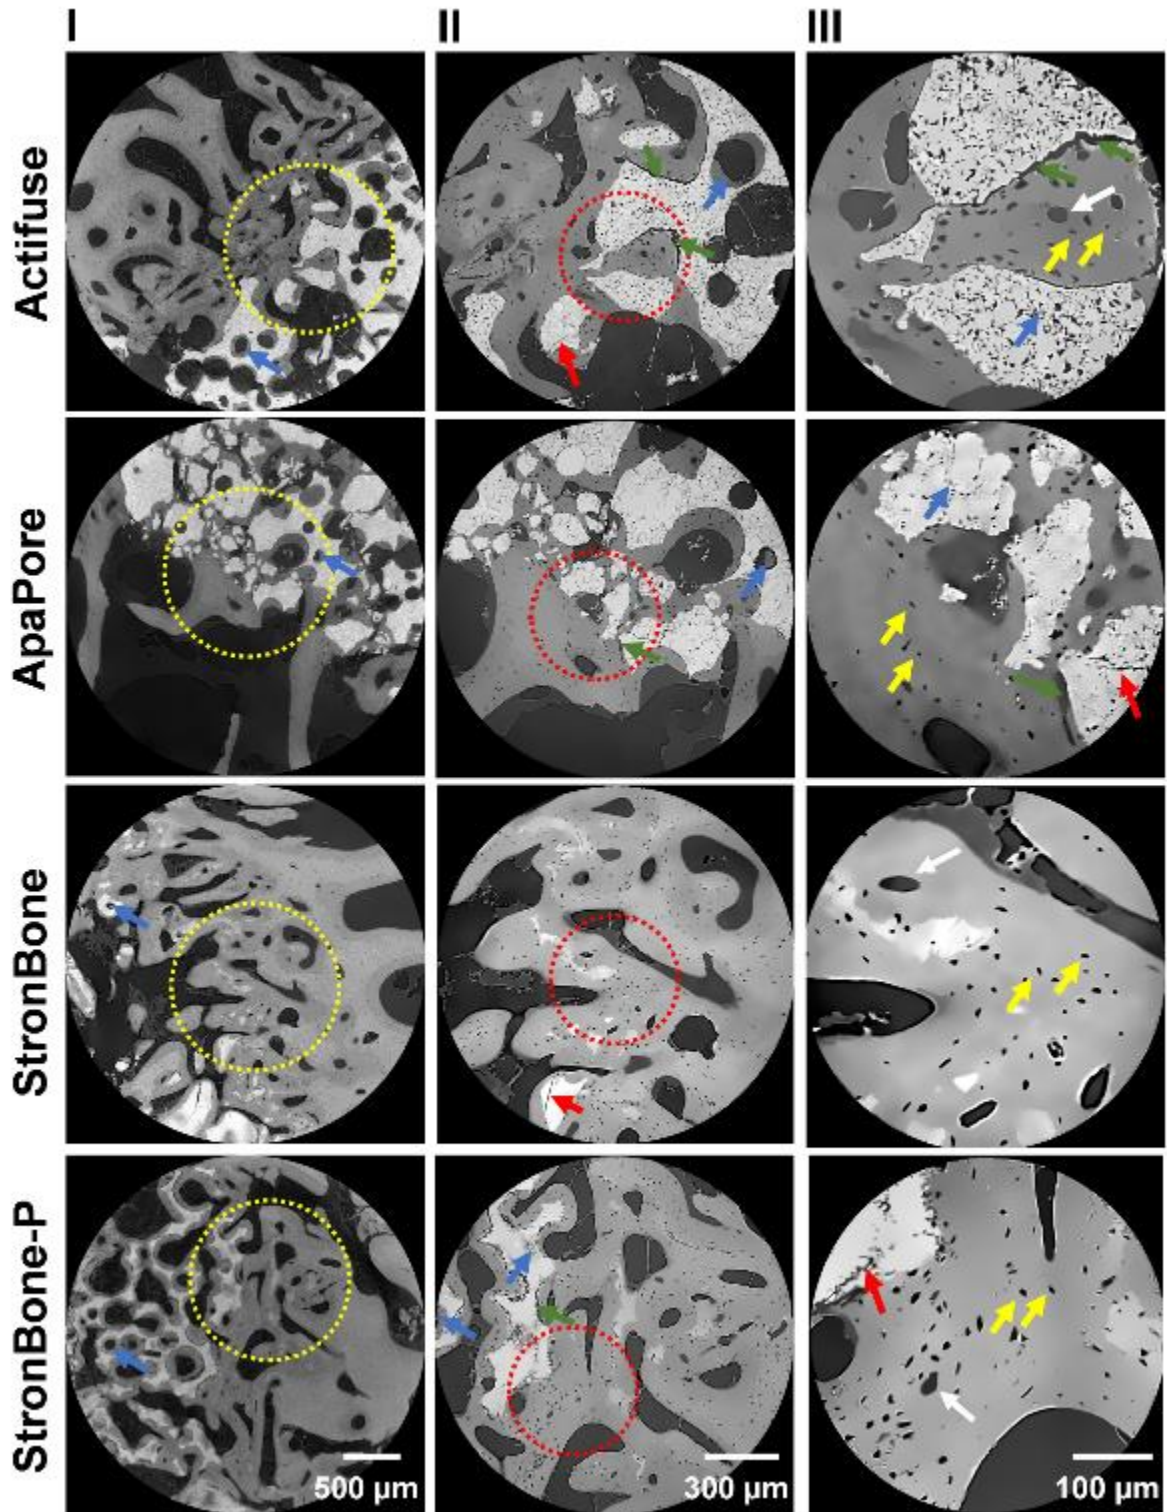 I II III
Actifuse
ApaPore
StronBone
StronBone-P
500 µm 300 µm 100 µm